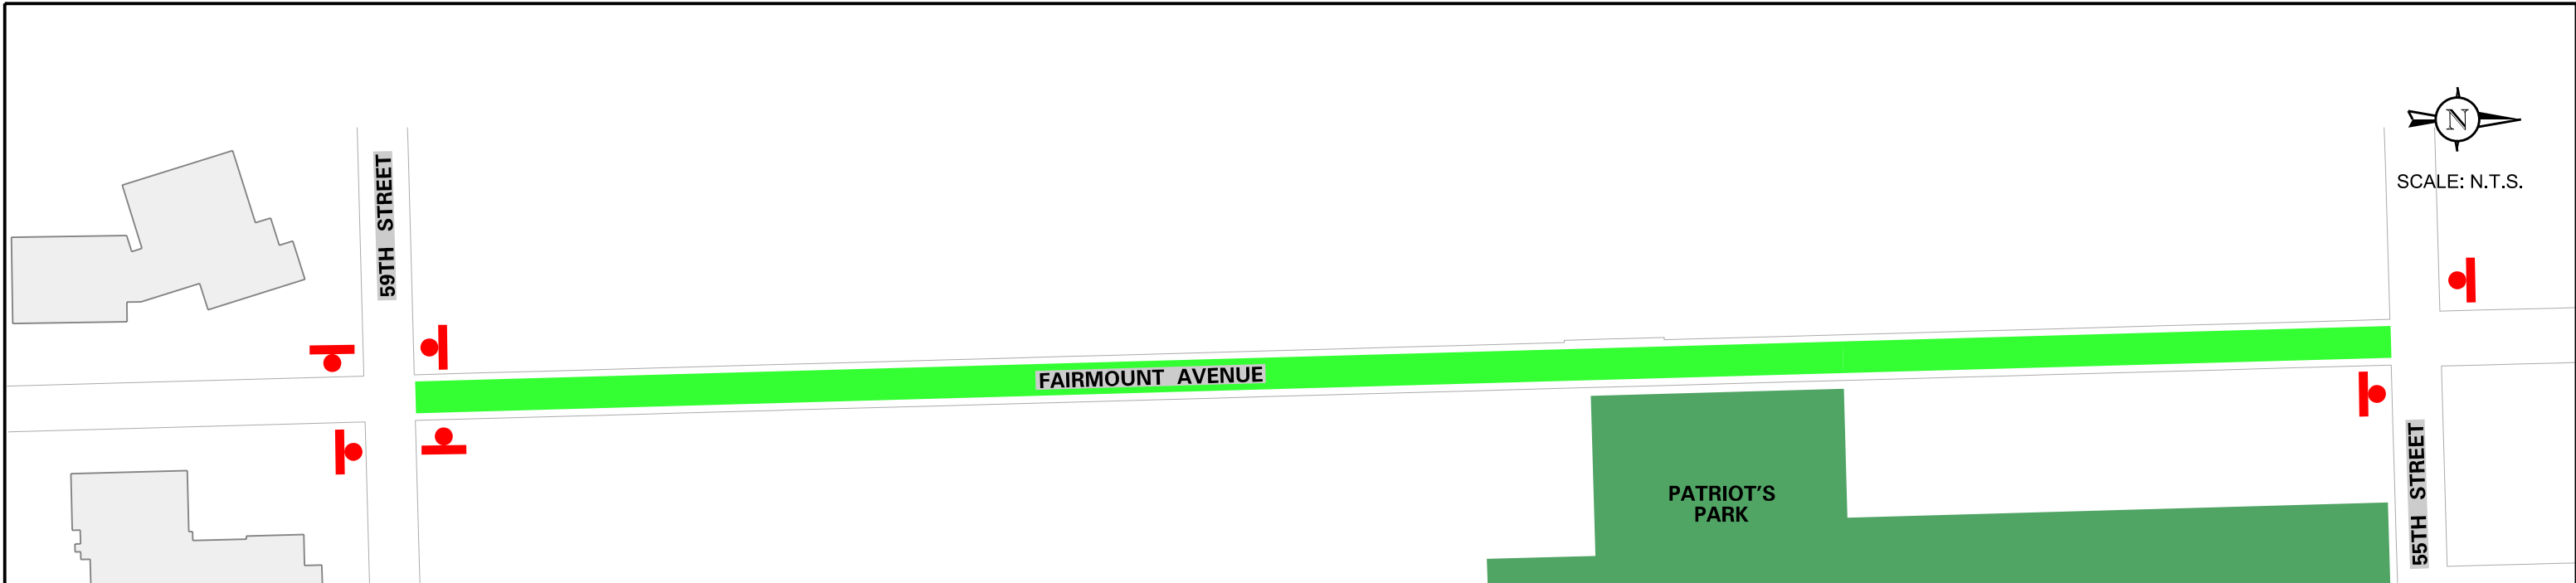 N
SCALE: N.T.S.
59TH STREET
FAIRMOUNT AVENUE
PATRIOT'S
PARK
55TH STREET